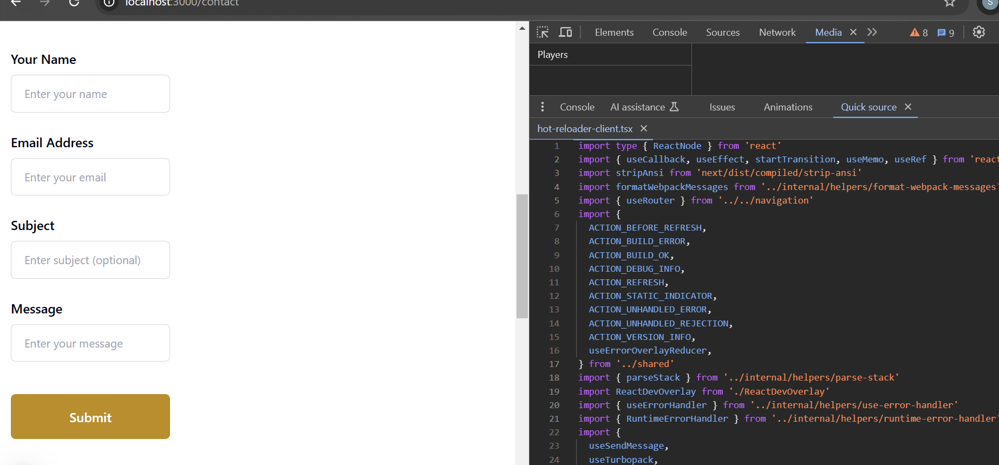 localhost:3000/contact
S
Your Name
Enter your name
Email Address
Enter your email
Subject
Enter subject (optional)
Message
Enter your message
Submit
Elements Console Sources Network Media 8 9
Players
Console AI assistance Issues Animations Quick source
hot-reloader-client.tsx
1 import type { ReactNode } from 'react'
2 import { useCallback, useEffect, startTransition, useMemo, useRef } from 'react
3 import stripAnsi from 'next/dist/compiled/strip-ansi'
4 import formatWebpackMessages from '../internal/helpers/format-webpack-messages'
5 import { useRouter } from '../../navigation'
6 import {
7 ACTION_BEFORE_REFRESH,
8 ACTION_BUILD_ERROR,
9 ACTION_BUILD_OK,
10 ACTION_DEBUG_INFO,
11 ACTION_REFRESH,
12 ACTION_STATIC_INDICATOR,
13 ACTION_UNHANDLED_ERROR,
14 ACTION_UNHANDLED_REJECTION,
15 ACTION_VERSION_INFO,
16 useErrorOverlayReducer,
17 } from '../shared'
18 import { parseStack } from '../internal/helpers/parse-stack'
19 import ReactDevOverlay from './ReactDevOverlay'
20 import { useErrorHandler } from '../internal/helpers/use-error-handler'
21 import { RuntimeErrorHandler } from '../internal/helpers/runtime-error-handler'
22 import {
23 useSendMessage,
24 useTurbopack,